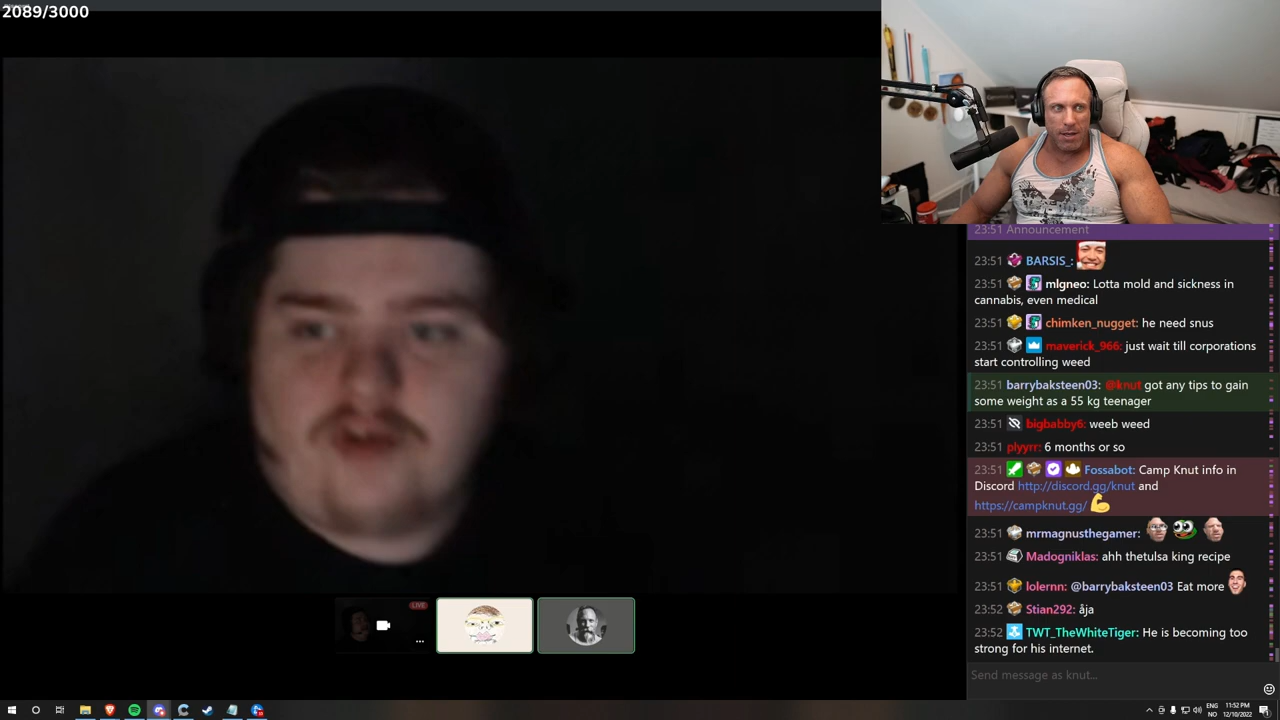 2089/3000
LIVE
23:51 Announcement
23:51 BARSIS_:
23:51 mlgneo: Lotta mold and sickness in
cannabis, even medical
23:51 chimken_nugget: he need snus
23:51 maverick_966: just wait till corporations
start controlling weed
23:51 barrybaksteen03: @knut got any tips to gain
some weight as a 55 kg teenager
23:51 bigbabby6: weeb weed
23:51 plyyrr: 6 months or so
23:51 Fossabot: Camp Knut info in
Discord http://discord.gg/knut and
https://campknut.gg/
23:51 mrmagnusthegamer:
23:51 Madogniklas: ahh thetulsa king recipe
23:51 lolernn: @barrybaksteen03 Eat more
23:52 Stian292: åja
23:52 TWT_TheWhiteTiger: He is becoming too
strong for his internet.
Send message as knut...
ENG
NO
11:52 PM
12/10/2022